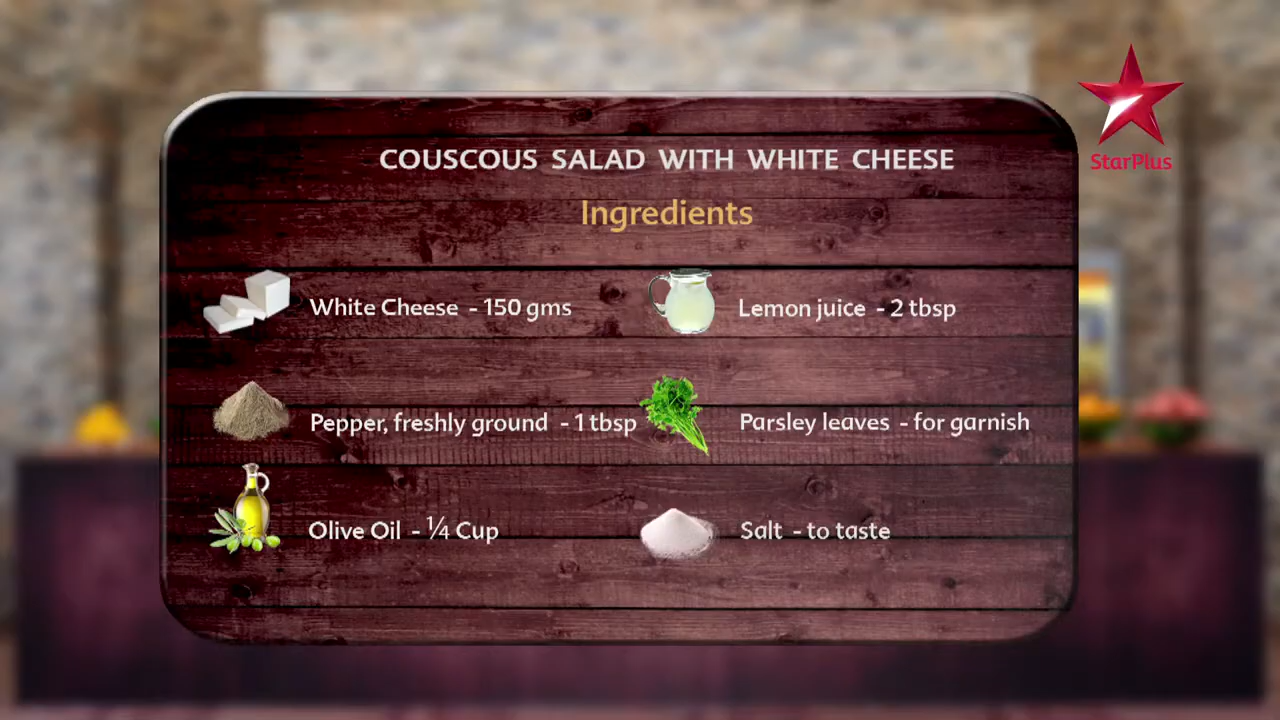 COUSCOUS SALAD WITH WHITE CHEESE
StarPlus
Ingredients
White Cheese - 150 gms
Lemon juice - 2 tbsp
Pepper, freshly ground - 1 tbsp
Parsley leaves - for garnish
Olive Oil - ¼ Cup
Salt - to taste